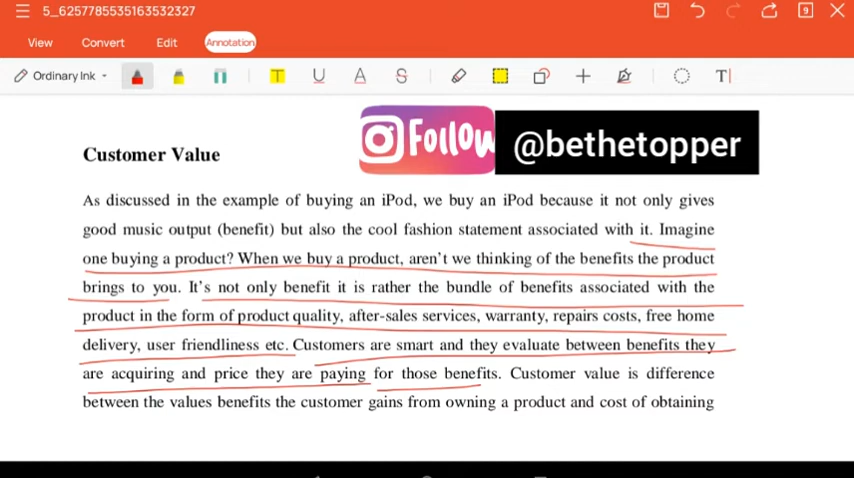 5_6257785535163532327
9
View Convert Edit Annotation
Ordinary Ink
T
Follow @bethetopper
Customer Value
As discussed in the example of buying an iPod, we buy an iPod because it not only gives
good music output (benefit) but also the cool fashion statement associated with it. Imagine
one buying a product? When we buy a product, aren't we thinking of the benefits the product
brings to you. It's not only benefit it is rather the bundle of benefits associated with the
product in the form of product quality, after-sales services, warranty, repairs costs, free home
delivery, user friendliness etc. Customers are smart and they evaluate between benefits they
are acquiring and price they are paying for those benefits. Customer value is difference
between the values benefits the customer gains from owning a product and cost of obtaining